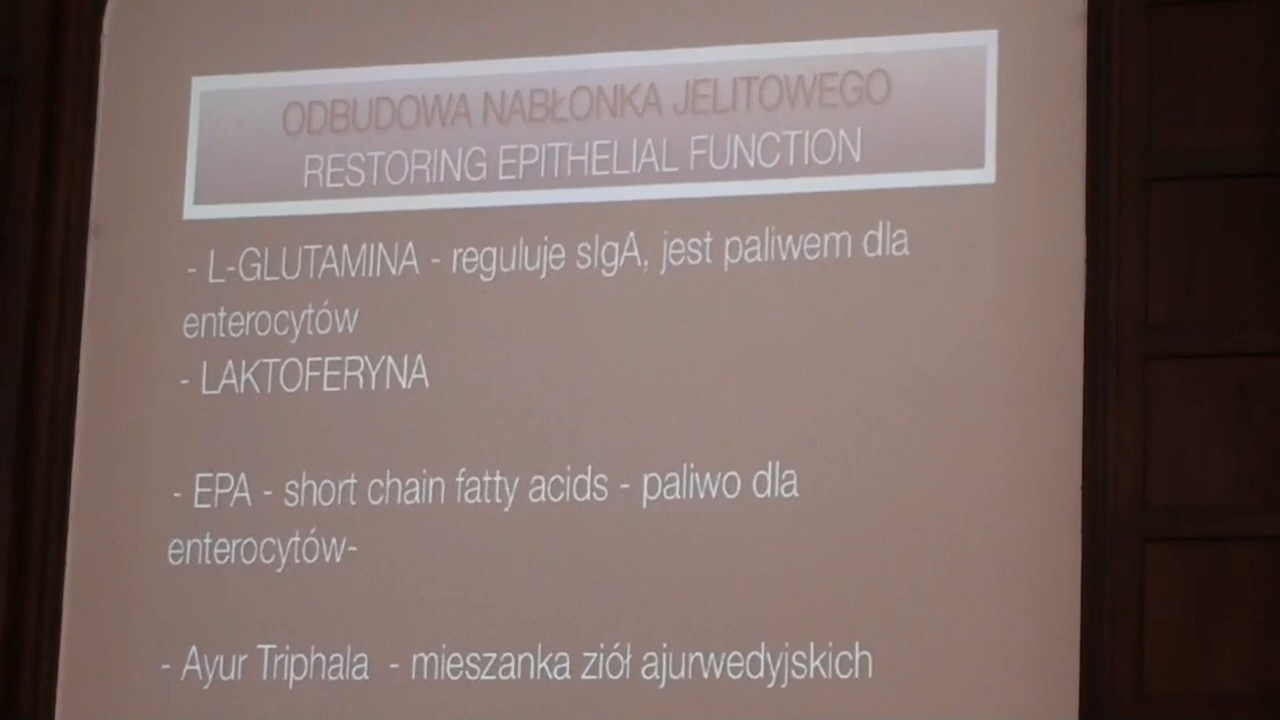 ODBUDOWA NABŁONKA JELITOWEGO
RESTORING EPITHELIAL FUNCTION
- L-GLUTAMINA - reguluje sIgA, jest paliwem dla
enterocytów
- LAKTOFERYNA
- EPA - short chain fatty acids - paliwo dla
enterocytów-
- Ayur Triphala - mieszanka ziół ajurwedyjskich